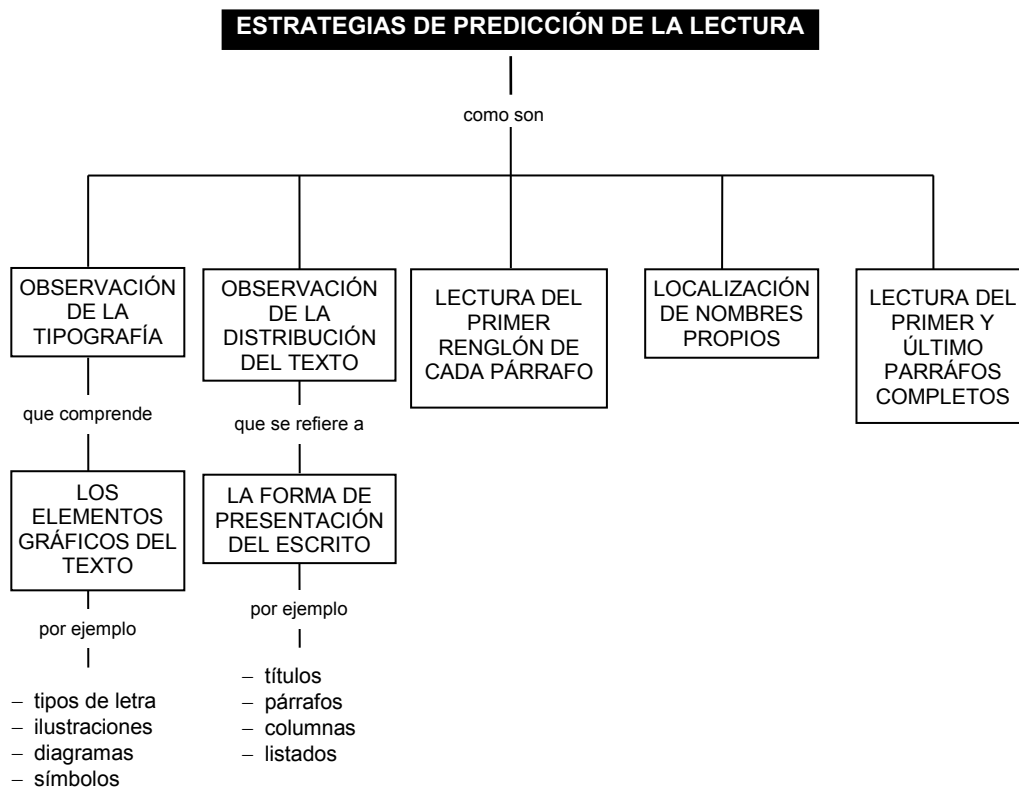 ESTRATEGIAS DE PREDICCIÓN DE LA LECTURA
como son
OBSERVACIÓN
DE LA
TIPOGRAFÍA
que comprende
LOS
ELEMENTOS
GRÁFICOS DEL
TEXTO
por ejemplo
– tipos de letra
– ilustraciones
– diagramas
– símbolos
OBSERVACIÓN
DE LA
DISTRIBUCIÓN
DEL TEXTO
que se refiere a
LA FORMA DE
PRESENTACIÓN
DEL ESCRITO
por ejemplo
– títulos
– párrafos
– columnas
– listados
LECTURA DEL
PRIMER
RENGLÓN DE
CADA PÁRRAFO
LOCALIZACIÓN
DE NOMBRES
PROPIOS
LECTURA DEL
PRIMER Y
ÚLTIMO
PARRÁFOS
COMPLETOS